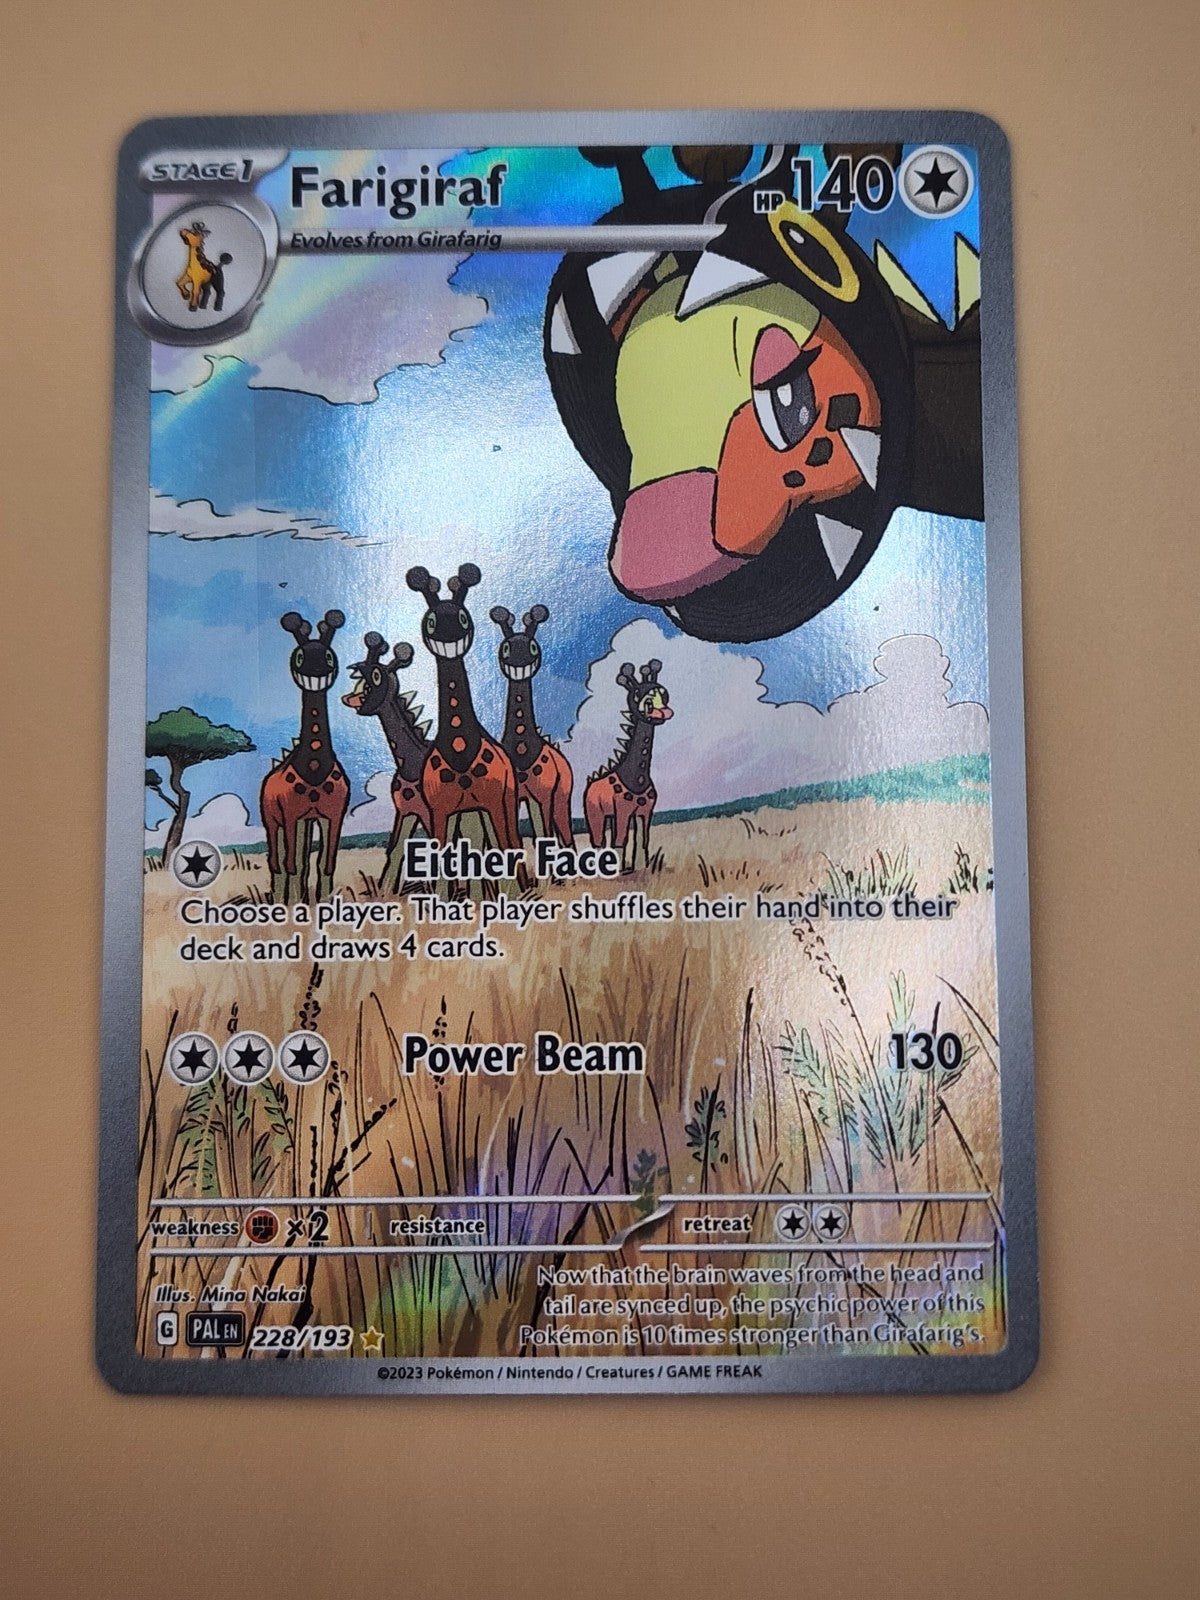 STAGE 1
Farigiraf
HP 140
Evolves from Girafarig
Either Face
Choose a player. That player shuffles their hand into their
deck and draws 4 cards.
Power Beam 130
weakness ×2 resistance retreat
Illus. Mina Nakai
Now that the brain waves from the head and
tail are synced up, the psychic power of this
Pokémon is 10 times stronger than Girafarig's.
G PAL EN 228/193
©2023 Pokémon / Nintendo / Creatures / GAME FREAK